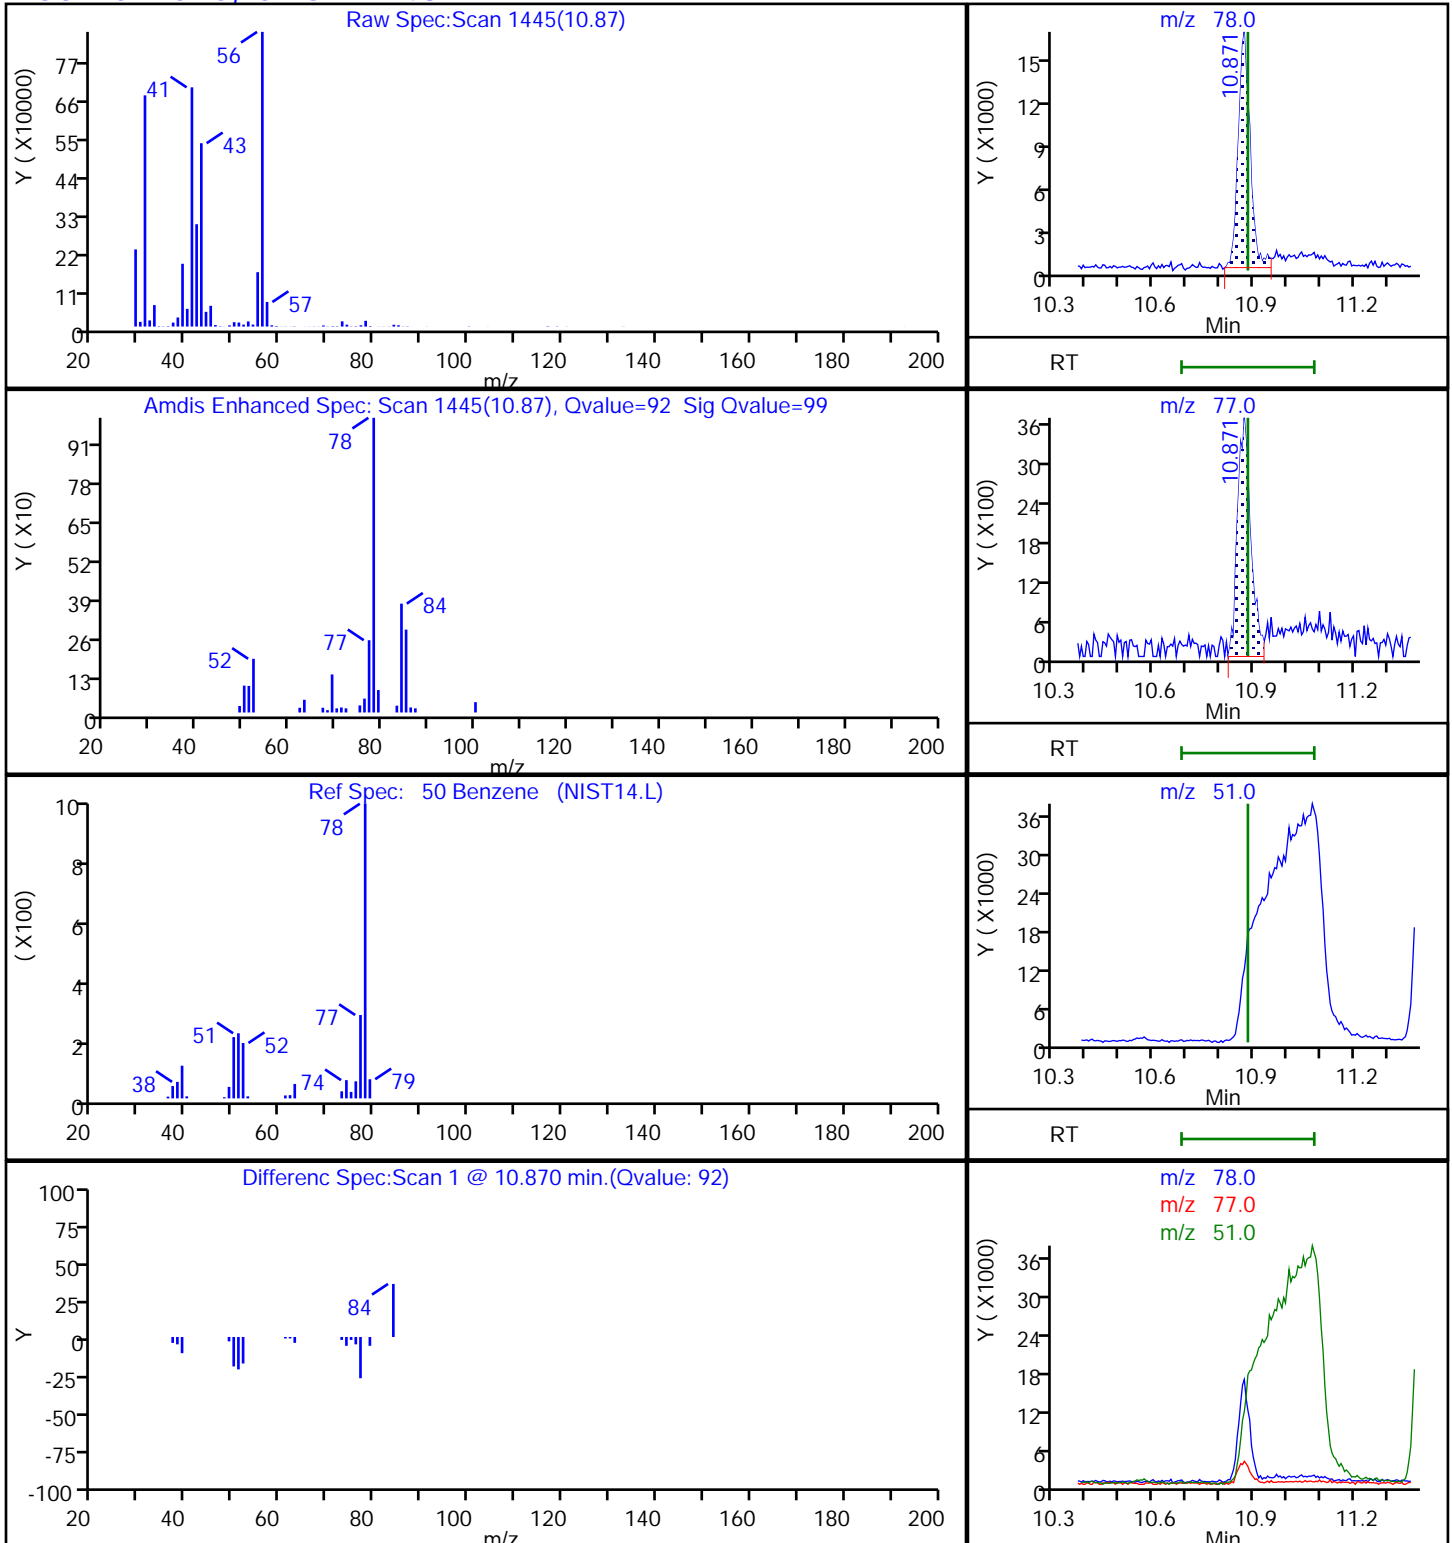 Raw Spec:Scan 1445(10.87)
Y ( X10000)
77
66
55
44
33
22
11
0
56
41
43
57
20 40 60 80 100 120 140 160 180 200
m/z
m/z 78.0
Y ( X1000)
15
12
9
6
3
0
10.871
10.3 10.6 10.9 11.2
Min
RT
Amdis Enhanced Spec: Scan 1445(10.87), Qvalue=92 Sig Qvalue=99
Y ( X10)
91
78
65
52
39
26
13
0
78
84
77
52
20 40 60 80 100 120 140 160 180 200
m/z
m/z 77.0
Y ( X100)
36
30
24
18
12
6
0
10.871
10.3 10.6 10.9 11.2
Min
RT
Ref Spec: 50 Benzene (NIST14.L)
( X100)
10
8
6
4
2
0
78
77
51
52
38
74
79
20 40 60 80 100 120 140 160 180 200
m/z 51.0
Y ( X1000)
36
30
24
18
12
6
0
10.3 10.6 10.9 11.2
Min
RT
Differenc Spec:Scan 1 @ 10.870 min.(Qvalue: 92)
Y
100
75
50
25
0
-25
-50
-75
-100
84
20 40 60 80 100 120 140 160 180 200
m/z
m/z 78.0
m/z 77.0
m/z 51.0
Y ( X1000)
36
30
24
18
12
6
0
10.3 10.6 10.9 11.2
Min